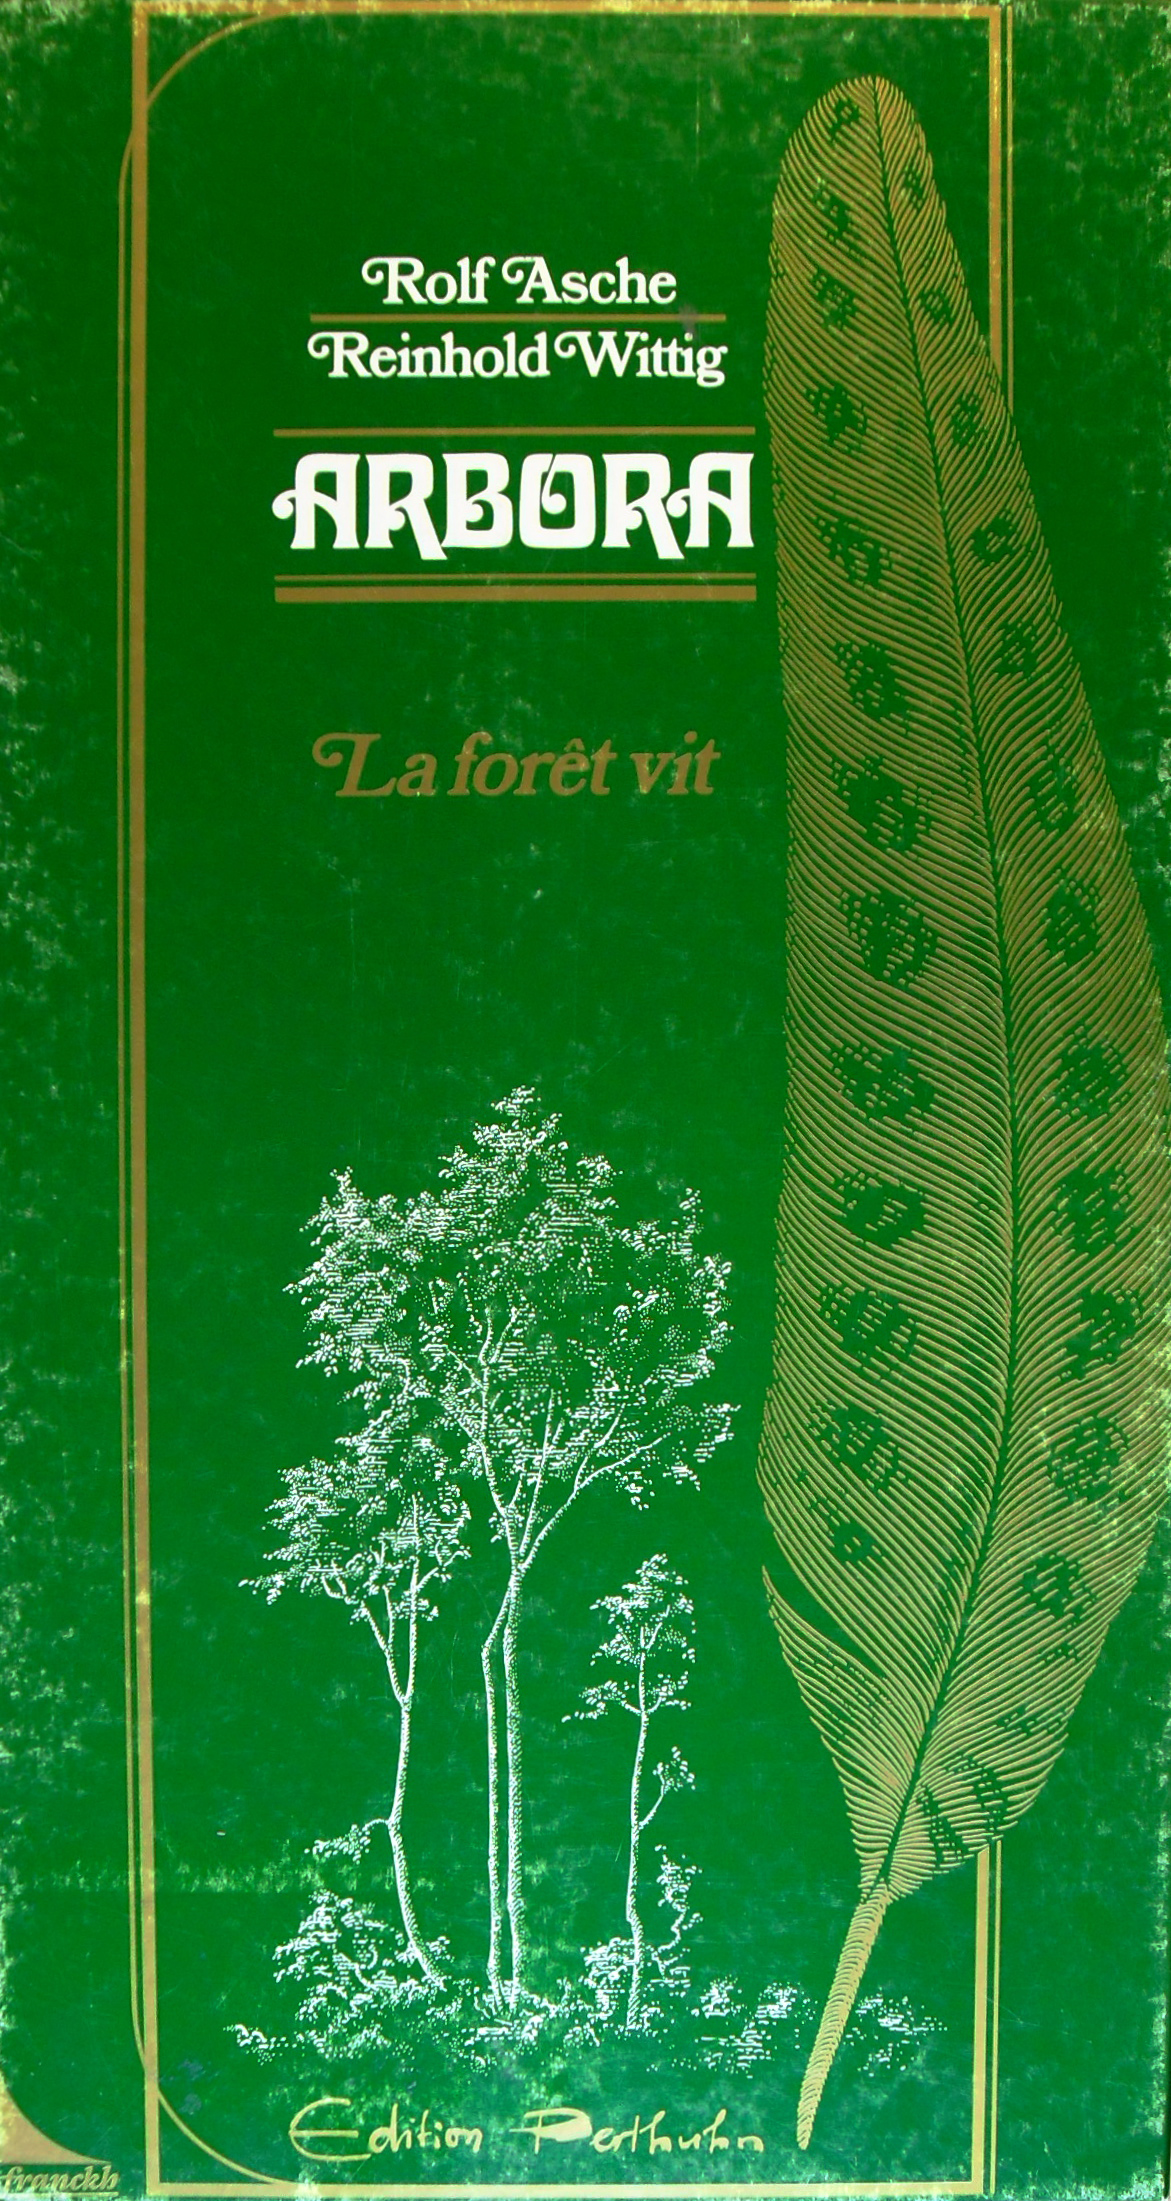 Rolf Asche
Reinhold Wittig
ARBORA
La forêt vit
Edition Perlhuhn
franckh